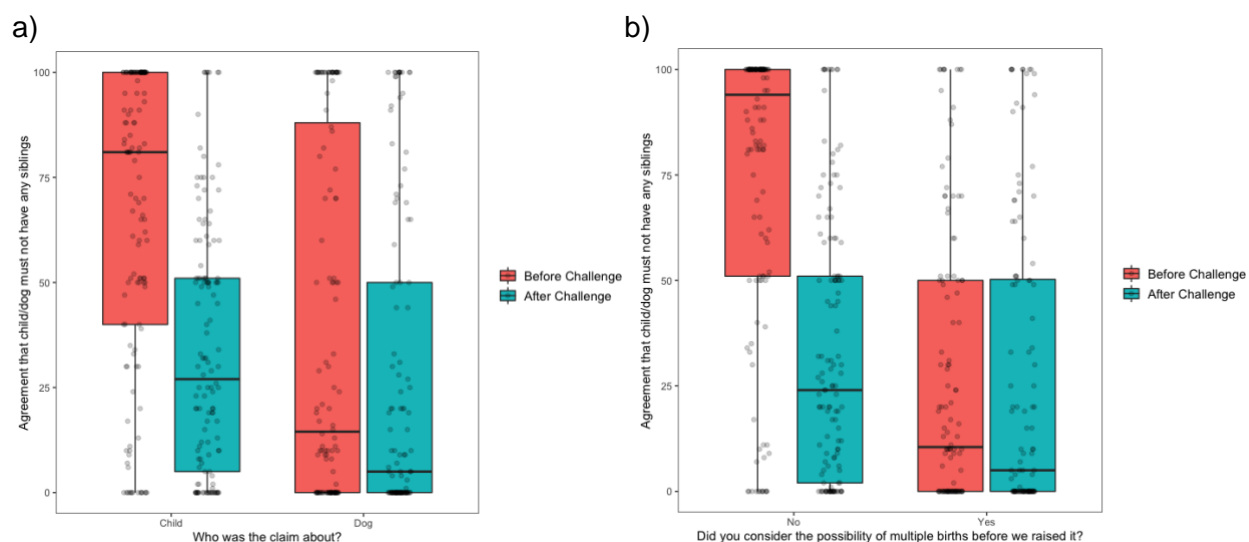 a)
Agreement that child/dog must not have any siblings
100
75
50
25
0
Child
Dog
Who was the claim about?
Before Challenge
After Challenge
b)
Agreement that child/dog must not have any siblings
100
75
50
25
0
No
Yes
Did you consider the possibility of multiple births before we raised it?
Before Challenge
After Challenge